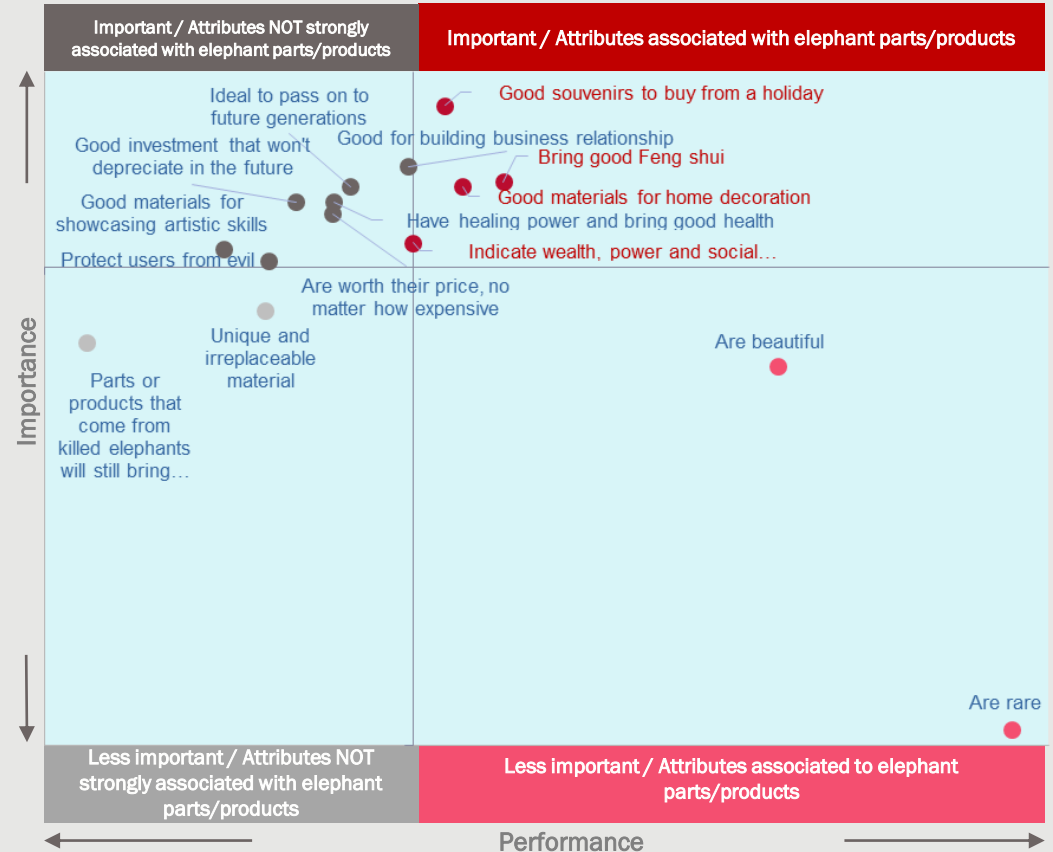 Important / Attributes NOT strongly
associated with elephant parts/products
Important / Attributes associated with elephant parts/products
Ideal to pass on to
future generations
Good souvenirs to buy from a holiday
Good for building business relationship
Good investment that won't
depreciate in the future
Bring good Feng shui
Good materials for
showcasing artistic skills
Good materials for home decoration
Have healing power and bring good health
Protect users from evil
Indicate wealth, power and social...
Are worth their price, no
matter how expensive
Unique and
irreplaceable
material
Are beautiful
Parts or
products that
come from
killed elephants
will still bring...
Importance
Are rare
Less important / Attributes NOT
strongly associated with elephant
parts/products
Less important / Attributes associated to elephant
parts/products
Performance